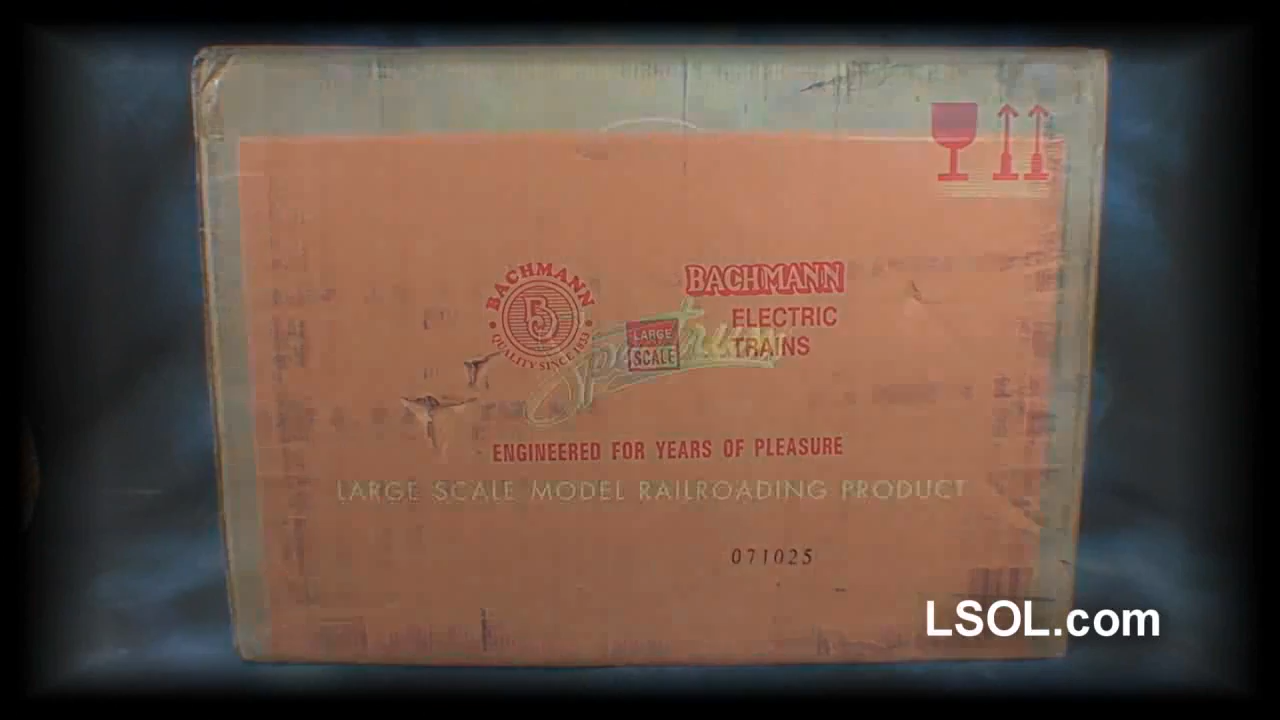 BACHMANN
QUALITY SINCE 1833
B
BACHMANN
ELECTRIC
TRAINS
LARGE
SCALE
Spectrum
ENGINEERED FOR YEARS OF PLEASURE
LARGE SCALE MODEL RAILROADING PRODUCT
071025
LSOL.com